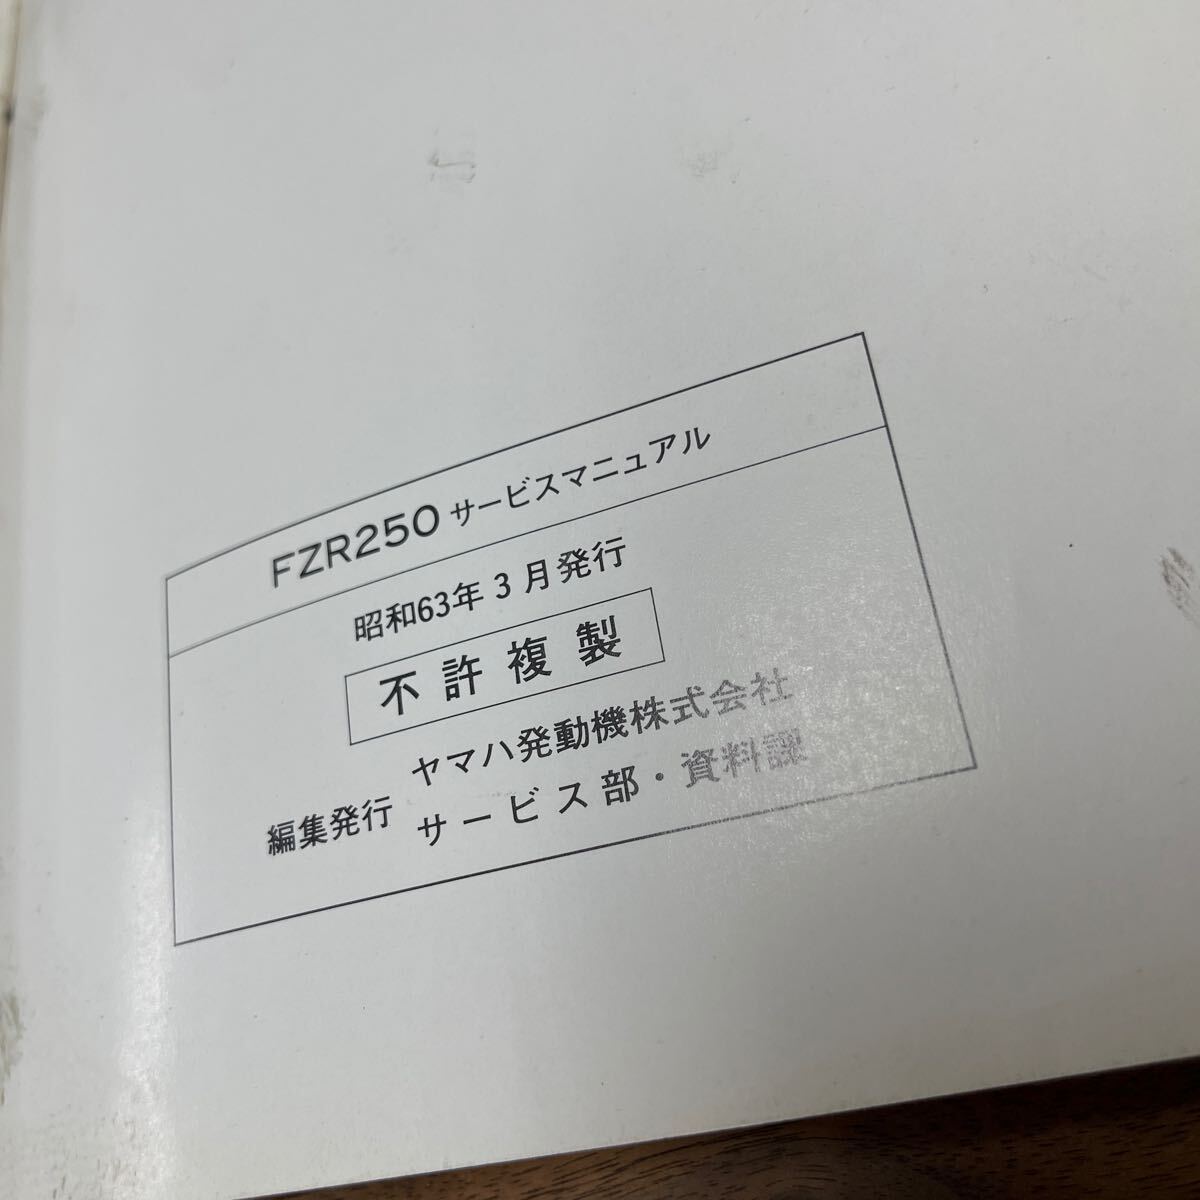 FZR250 サービスマニュアル
昭和63年3月発行
不許複製
編集発行
ヤマハ発動機株式会社
サービス部・資料課